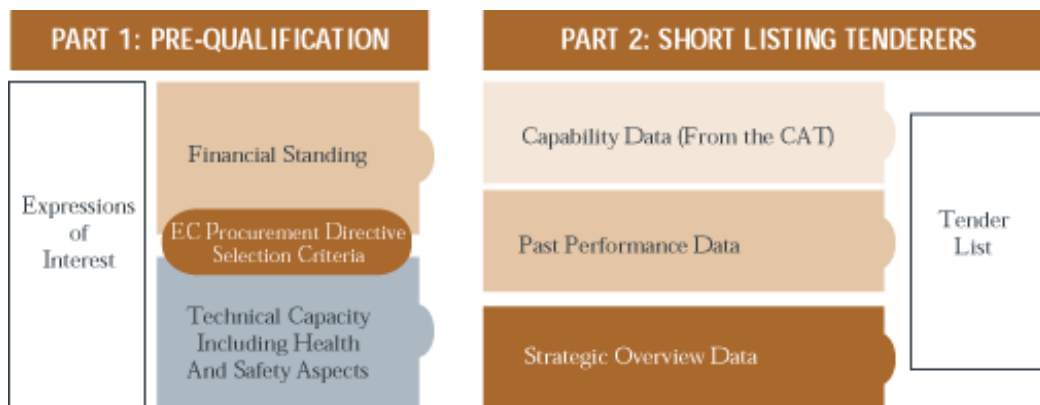 PART 1: PRE-QUALIFICATION
Expressions
of
Interest
Financial Standing
EC Procurement Directive
Selection Criteria
Technical Capacity
Including Health
And Safety Aspects
PART 2: SHORT LISTING TENDERERS
Capability Data (From the CAT)
Past Performance Data
Strategic Overview Data
Tender
List